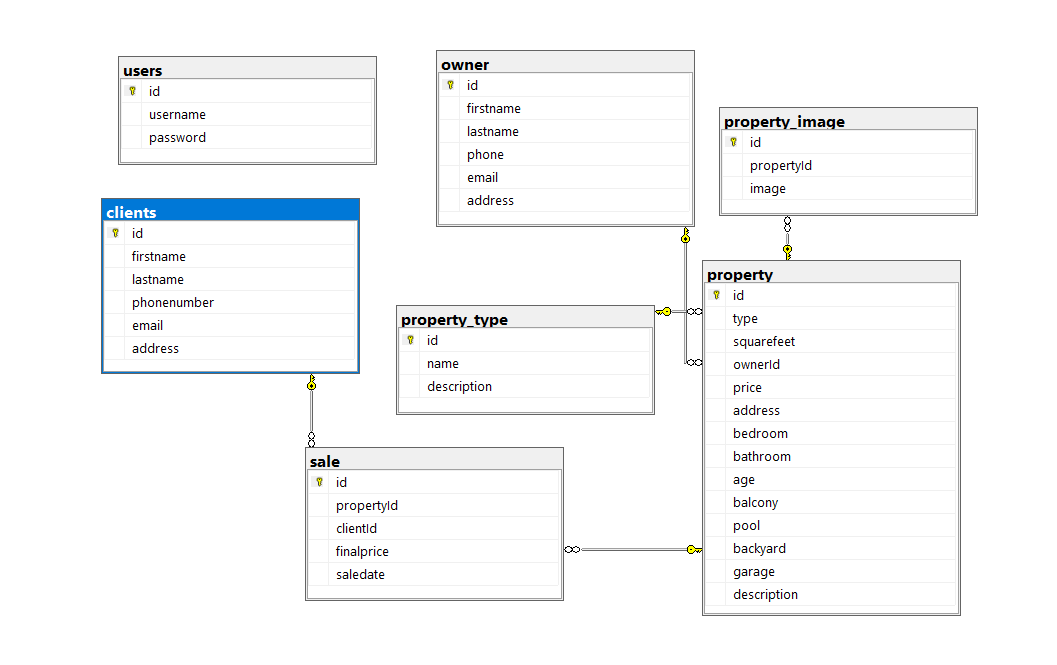 users
id
username
password
owner
id
firstname
lastname
phone
email
address
property_image
id
propertyId
image
clients
id
firstname
lastname
phonenumber
email
address
property_type
id
name
description
property
id
type
squarefeet
ownerId
price
address
bedroom
bathroom
age
balcony
pool
backyard
garage
description
sale
id
propertyId
clientId
finalprice
saledate